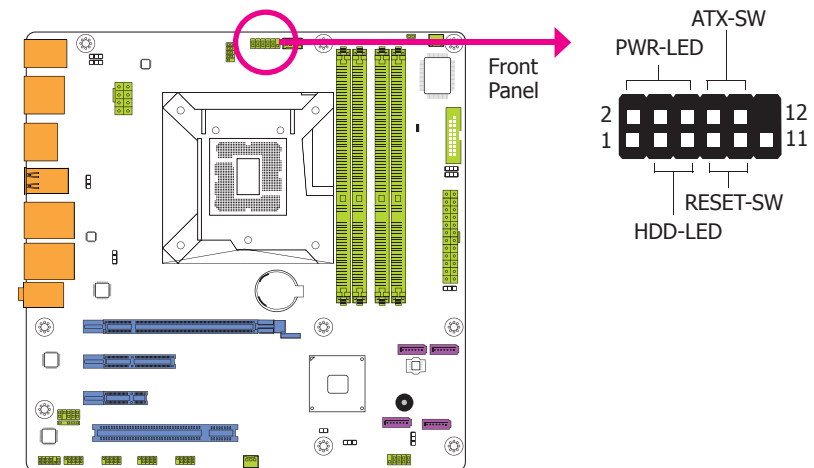 ATX-SW
PWR-LED
Front
Panel
2
12
1
11
RESET-SW
HDD-LED